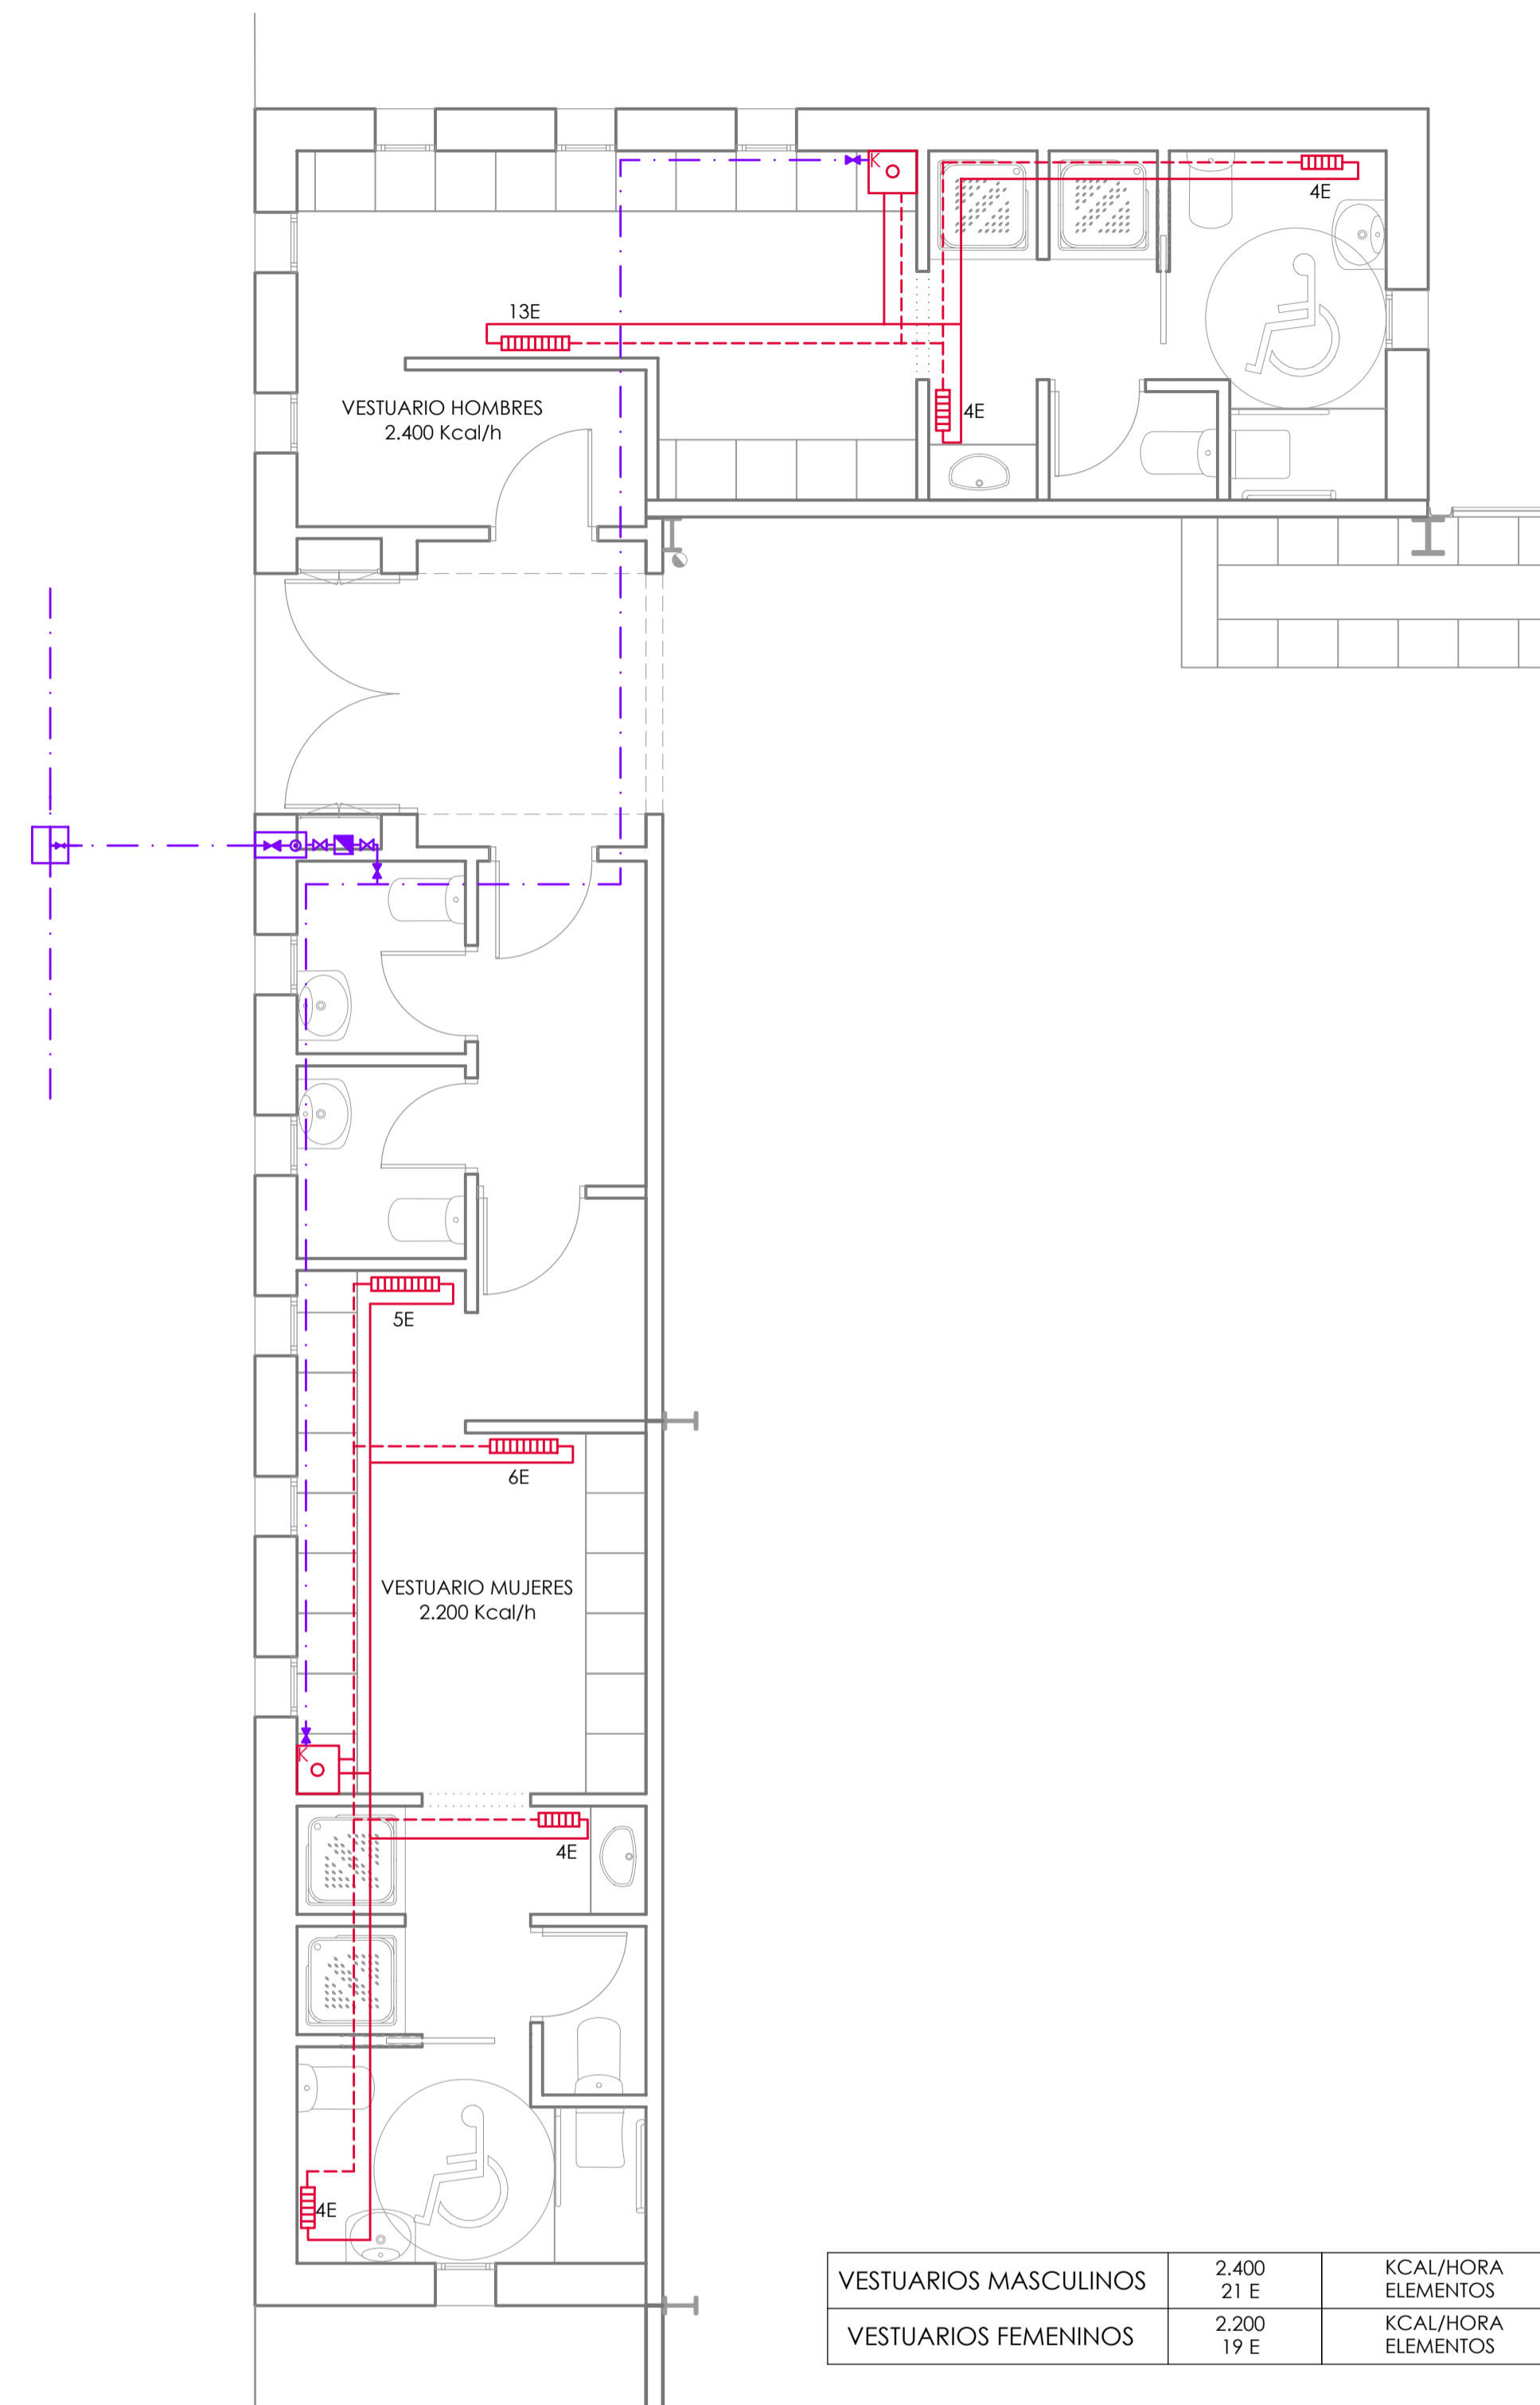 K
4E
13E
4E
VESTUARIO HOMBRES
2.400 Kcal/h
5E
6E
VESTUARIO MUJERES
2.200 Kcal/h
K
4E
4E
VESTUARIOS MASCULINOS
2.400
21 E
KCAL/HORA
ELEMENTOS
VESTUARIOS FEMENINOS
2.200
19 E
KCAL/HORA
ELEMENTOS